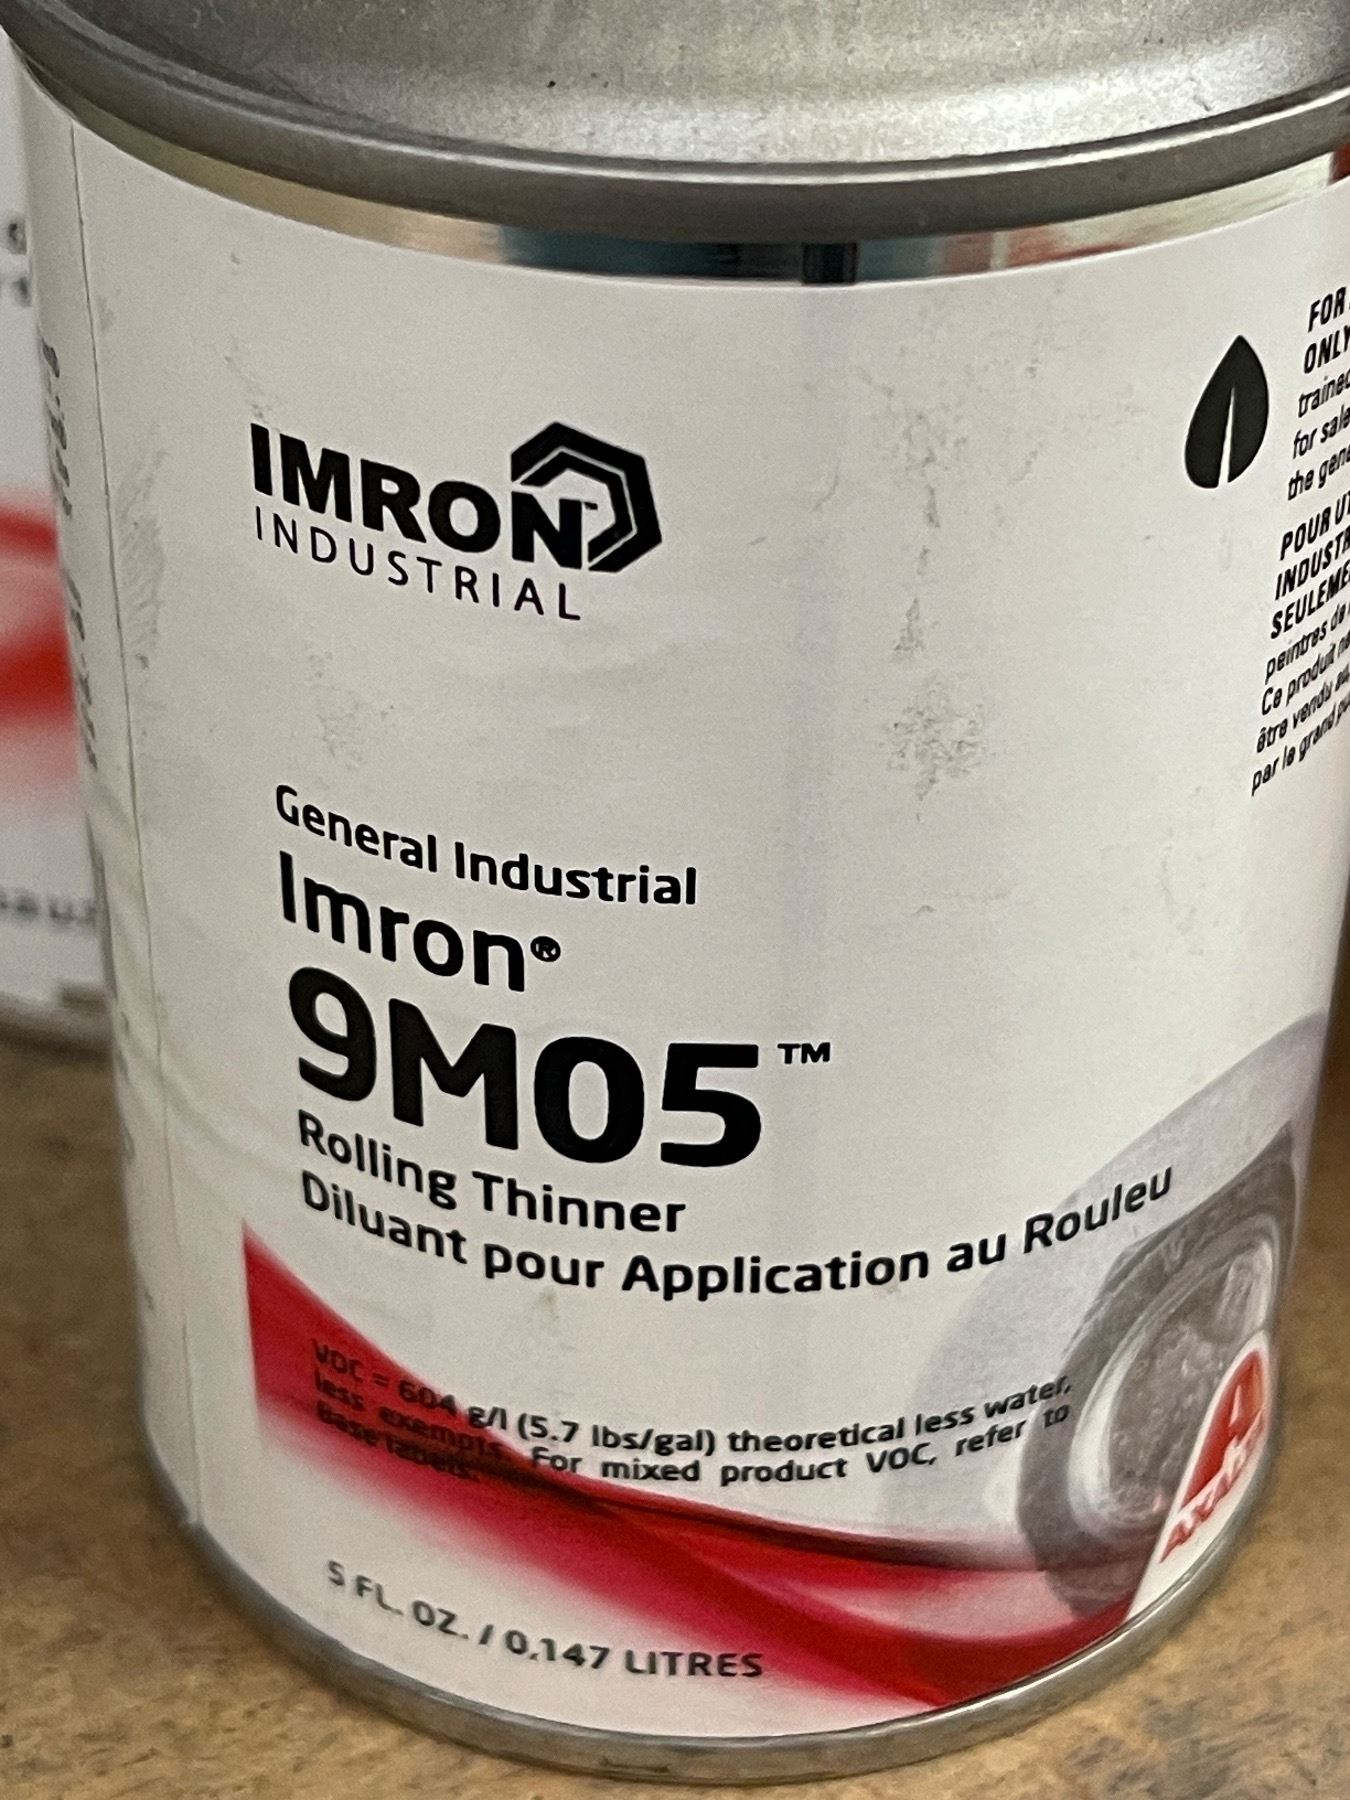 IMRON™
INDUSTRIAL
General Industrial
Imron®
9M05™
Rolling Thinner
Diluant pour Application au Rouleu
VOC = 604 g/l (5.7 lbs/gal) theoretical less water,
less exempts. For mixed product VOC, refer to
Base labels.
5 FL. OZ. / 0.147 LITRES
FOR
ONLY
trained
for sale
the gene
POUR UT
INDUSTR
SEULEME
peintres de
Ce produit ne
être vendu au
par le grand pu
AXALTA